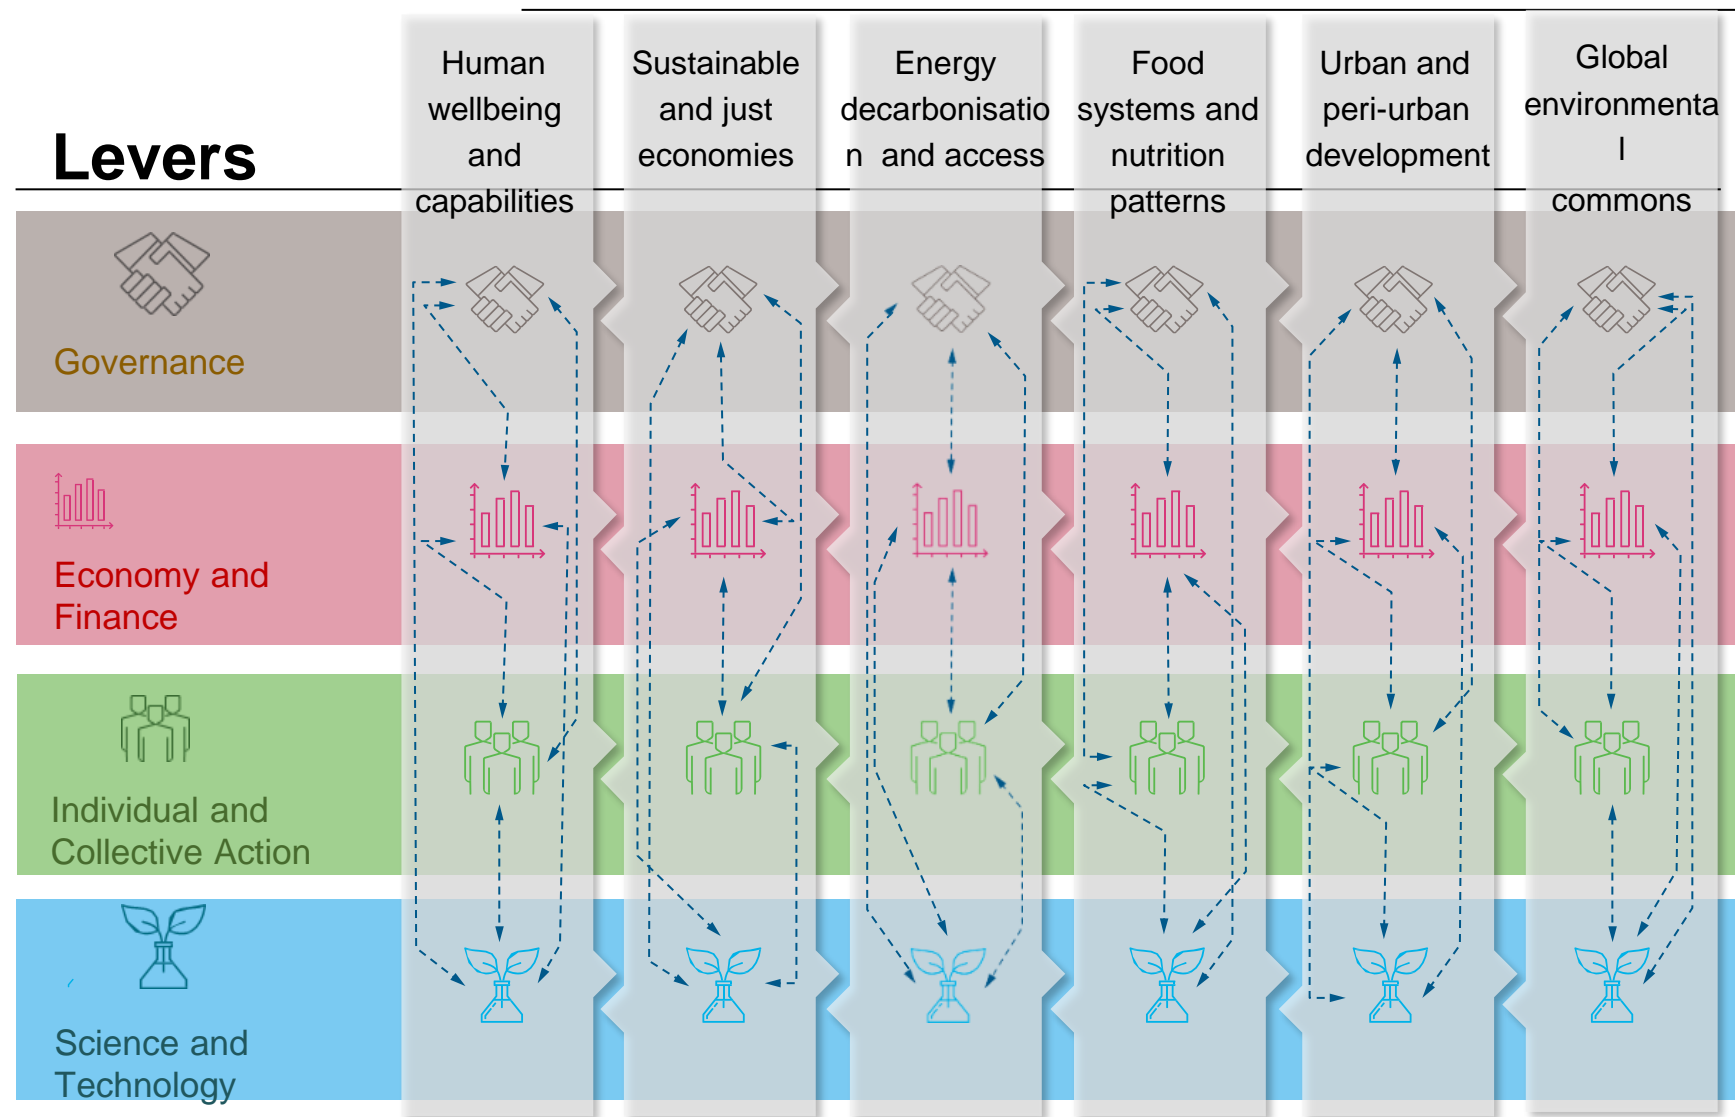 Human
wellbeing
and
capabilities
Sustainable
and just
economies
Energy
decarbonisatio
n and access
Food
systems and
nutrition
patterns
Urban and
peri-urban
development
Global
environmenta
l
commons
Levers
Governance
Economy and
Finance
Individual and
Collective Action
Science and
Technology